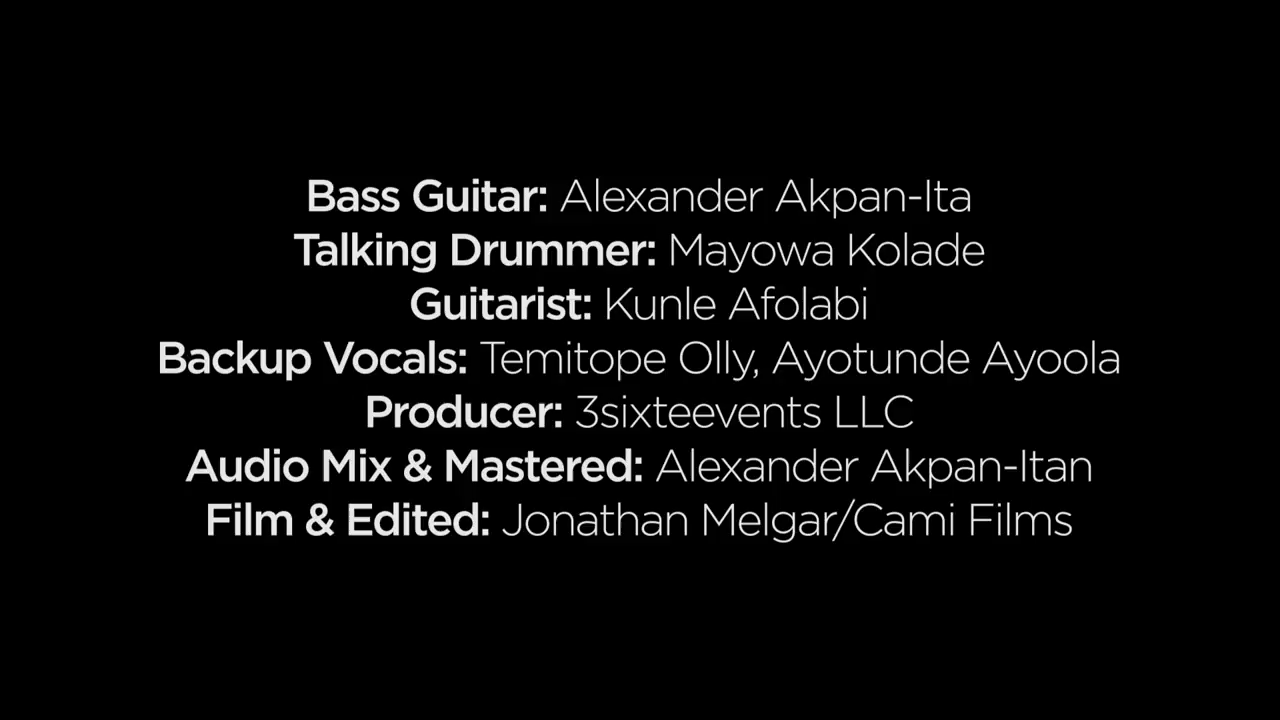 Bass Guitar: Alexander Akpan-Ita
Talking Drummer: Mayowa Kolade
Guitarist: Kunle Afolabi
Backup Vocals: Temitope Olly, Ayotunde Ayoola
Producer: 3sixteevents LLC
Audio Mix & Mastered: Alexander Akpan-Itan
Film & Edited: Jonathan Melgar/Cami Films